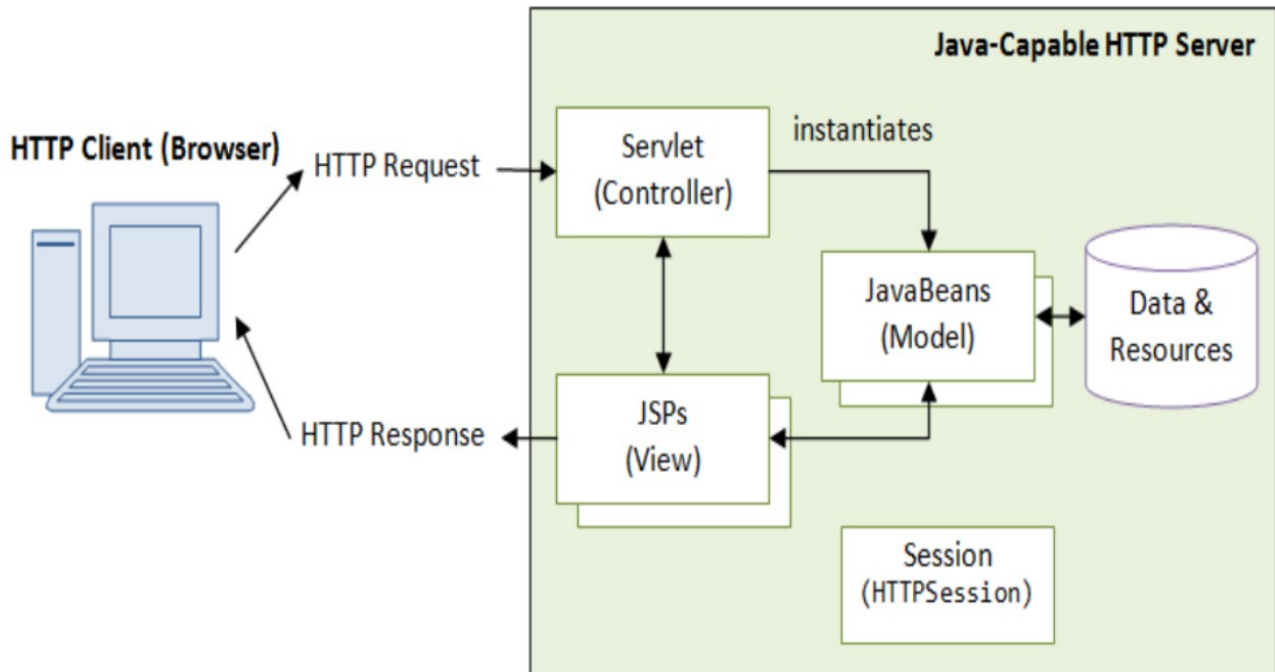 Java-Capable HTTP Server
HTTP Client (Browser)
HTTP Request
Servlet
(Controller)
instantiates
JavaBeans
(Model)
Data &
Resources
HTTP Response
JSPs
(View)
Session
(HTTPSession)